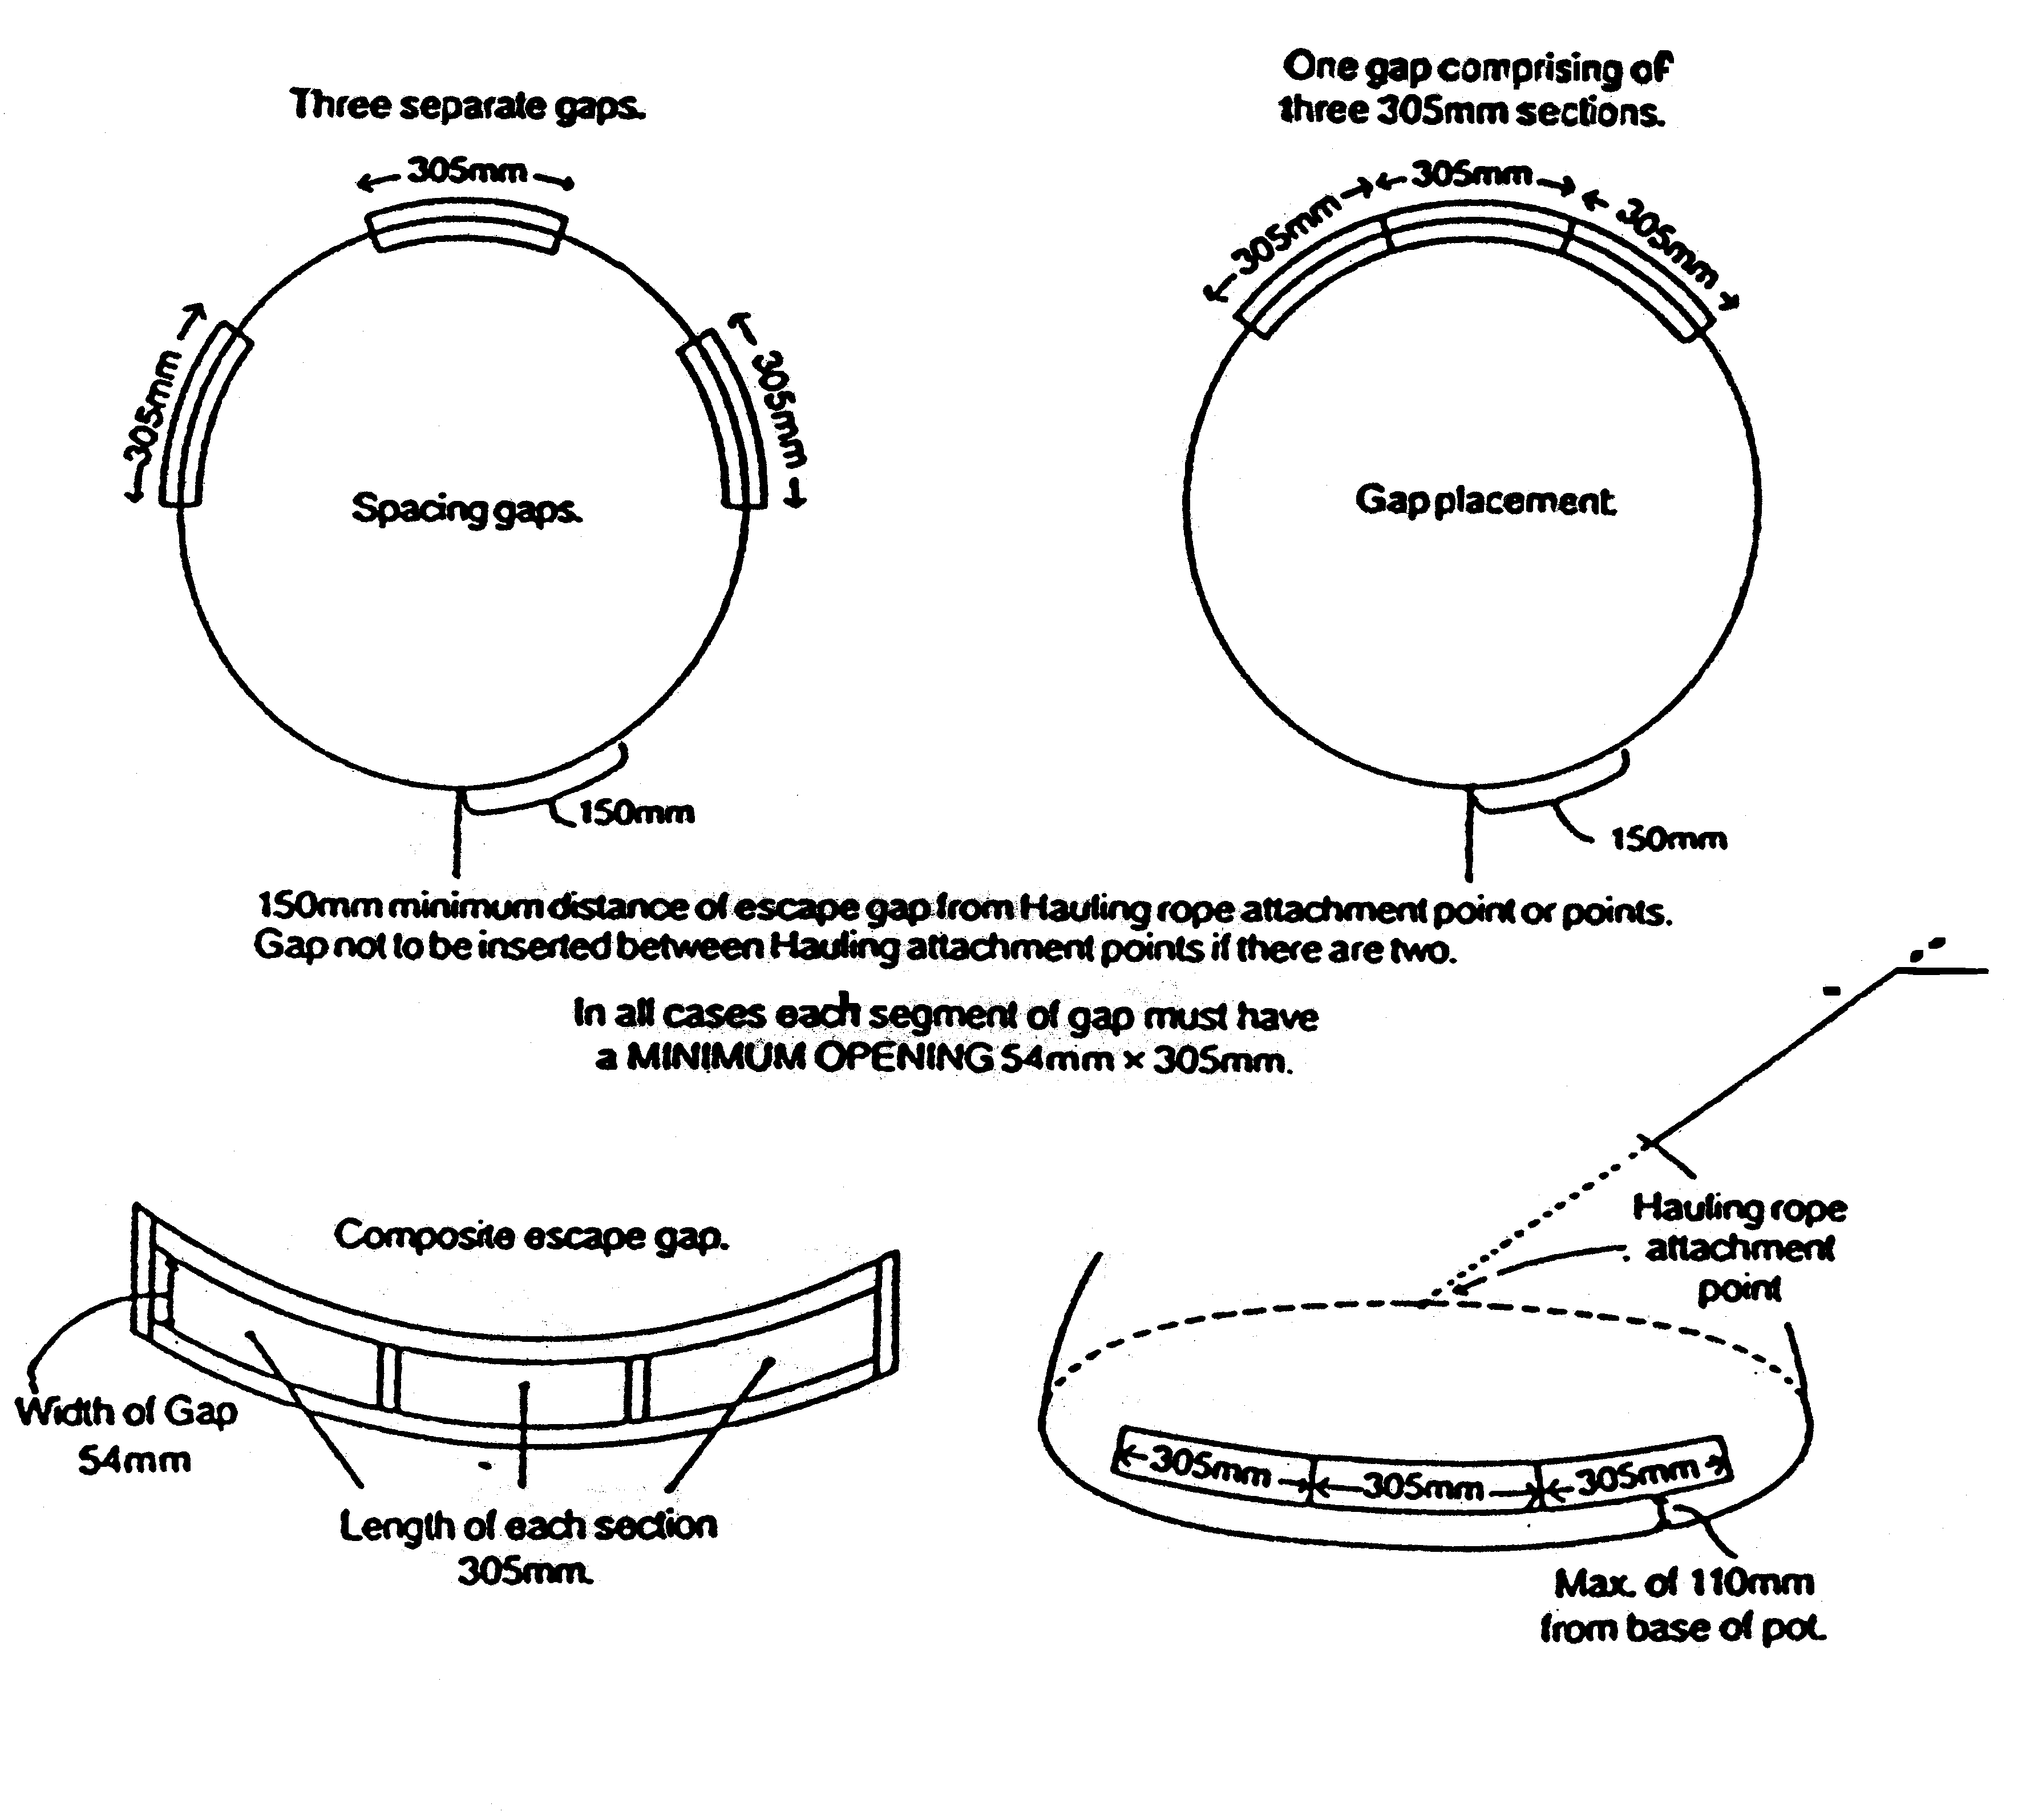 Three separate gaps.
305mm
305mm
305mm
Spacing gaps.
150mm
One gap comprising of
three 305mm sections.
305mm
305mm
305mm
Gap placement
150mm
150mm minimum distance of escape gap from Hauling rope attachment point or points.
Gap not to be inserted between Hauling attachment points if there are two.
In all cases each segment of gap must have
a MINIMUM OPENING 54mm × 305mm.
Composite escape gap.
Width of Gap
54mm
Length of each section
305mm.
Hauling rope
attachment
point
305mm
305mm
305mm
Max. of 110mm
from base of pot.